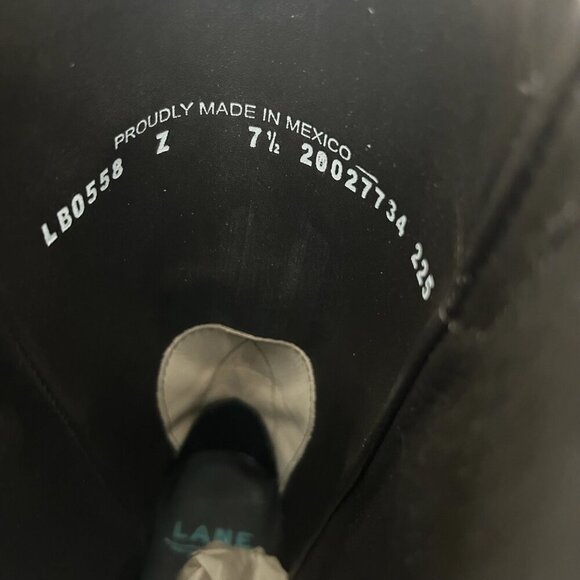 PROUDLY MADE IN MEXICO
LB0558 Z 7½ 20027734 225
LANE